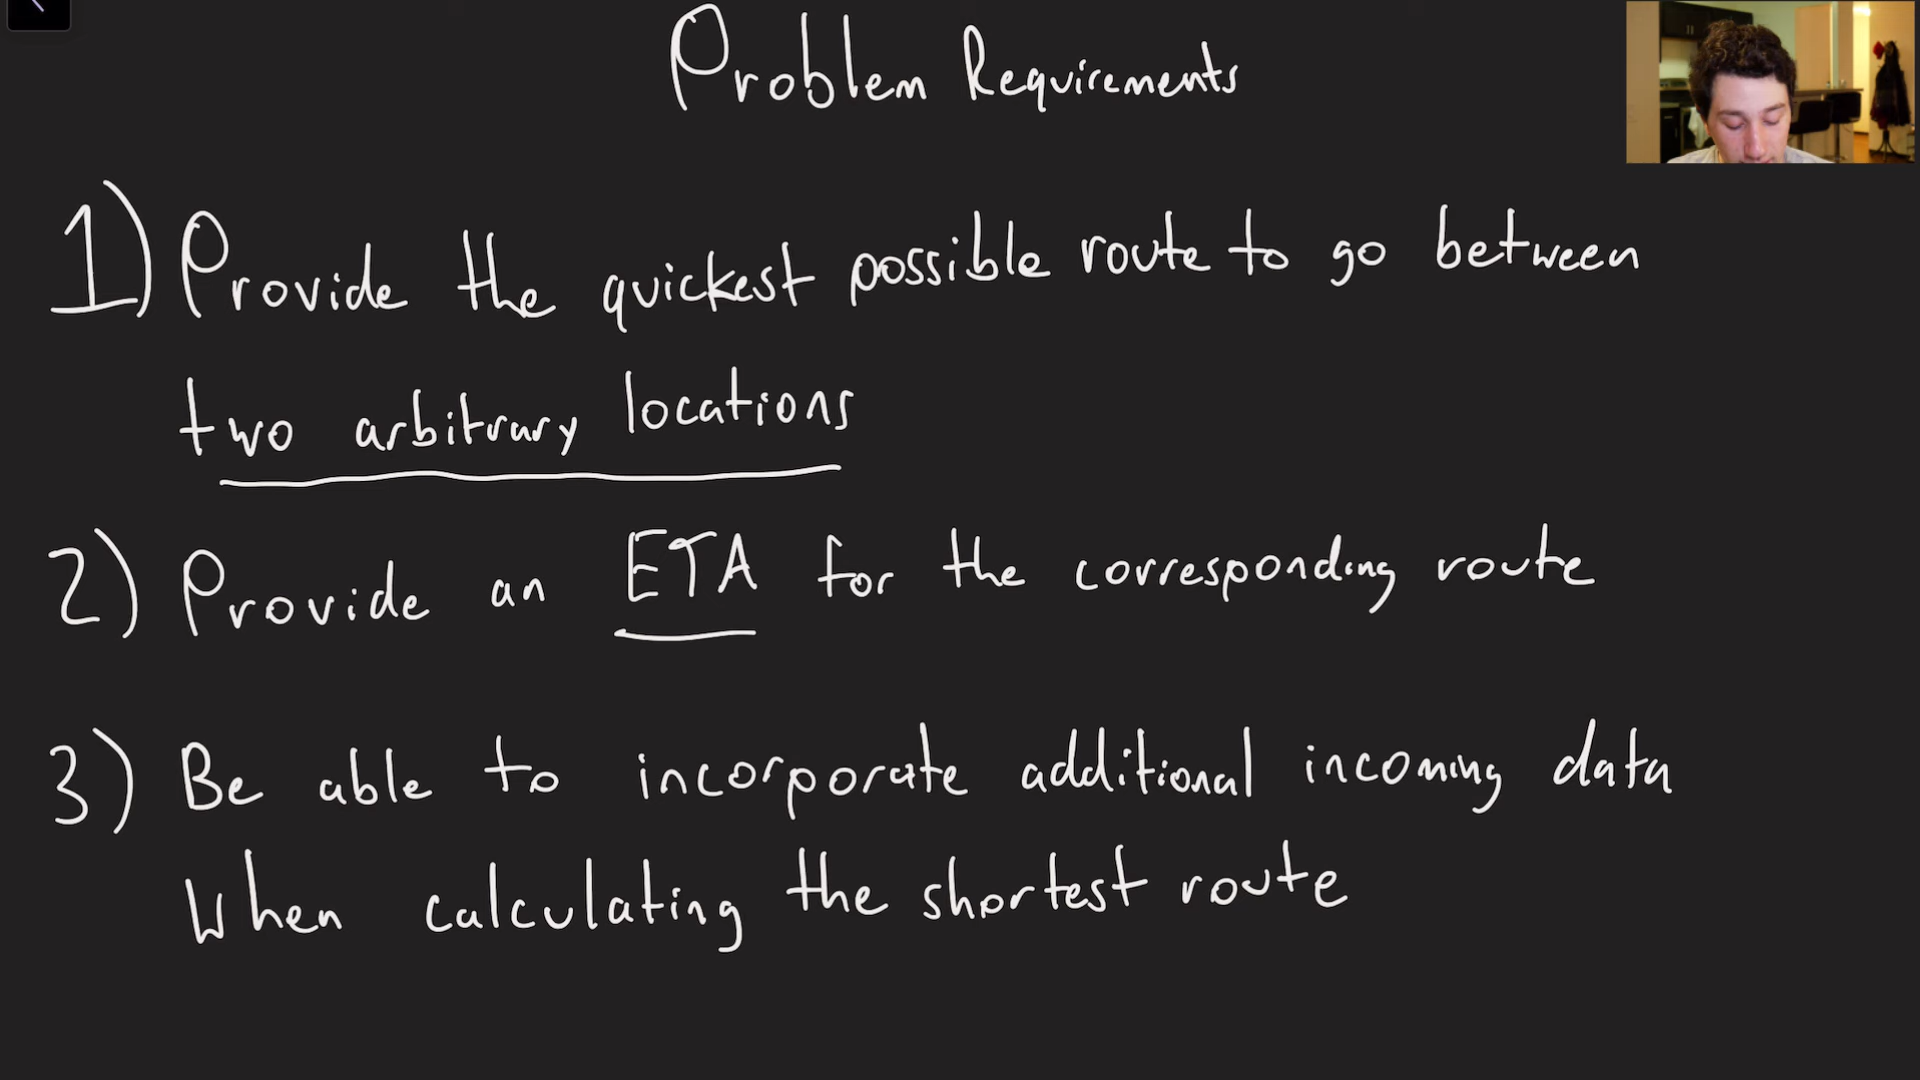 Problem Requirements
1) Provide the quickest possible route to go between
two arbitrary locations
2) Provide an ETA for the corresponding route
3) Be able to incorporate additional incoming data
When calculating the shortest route